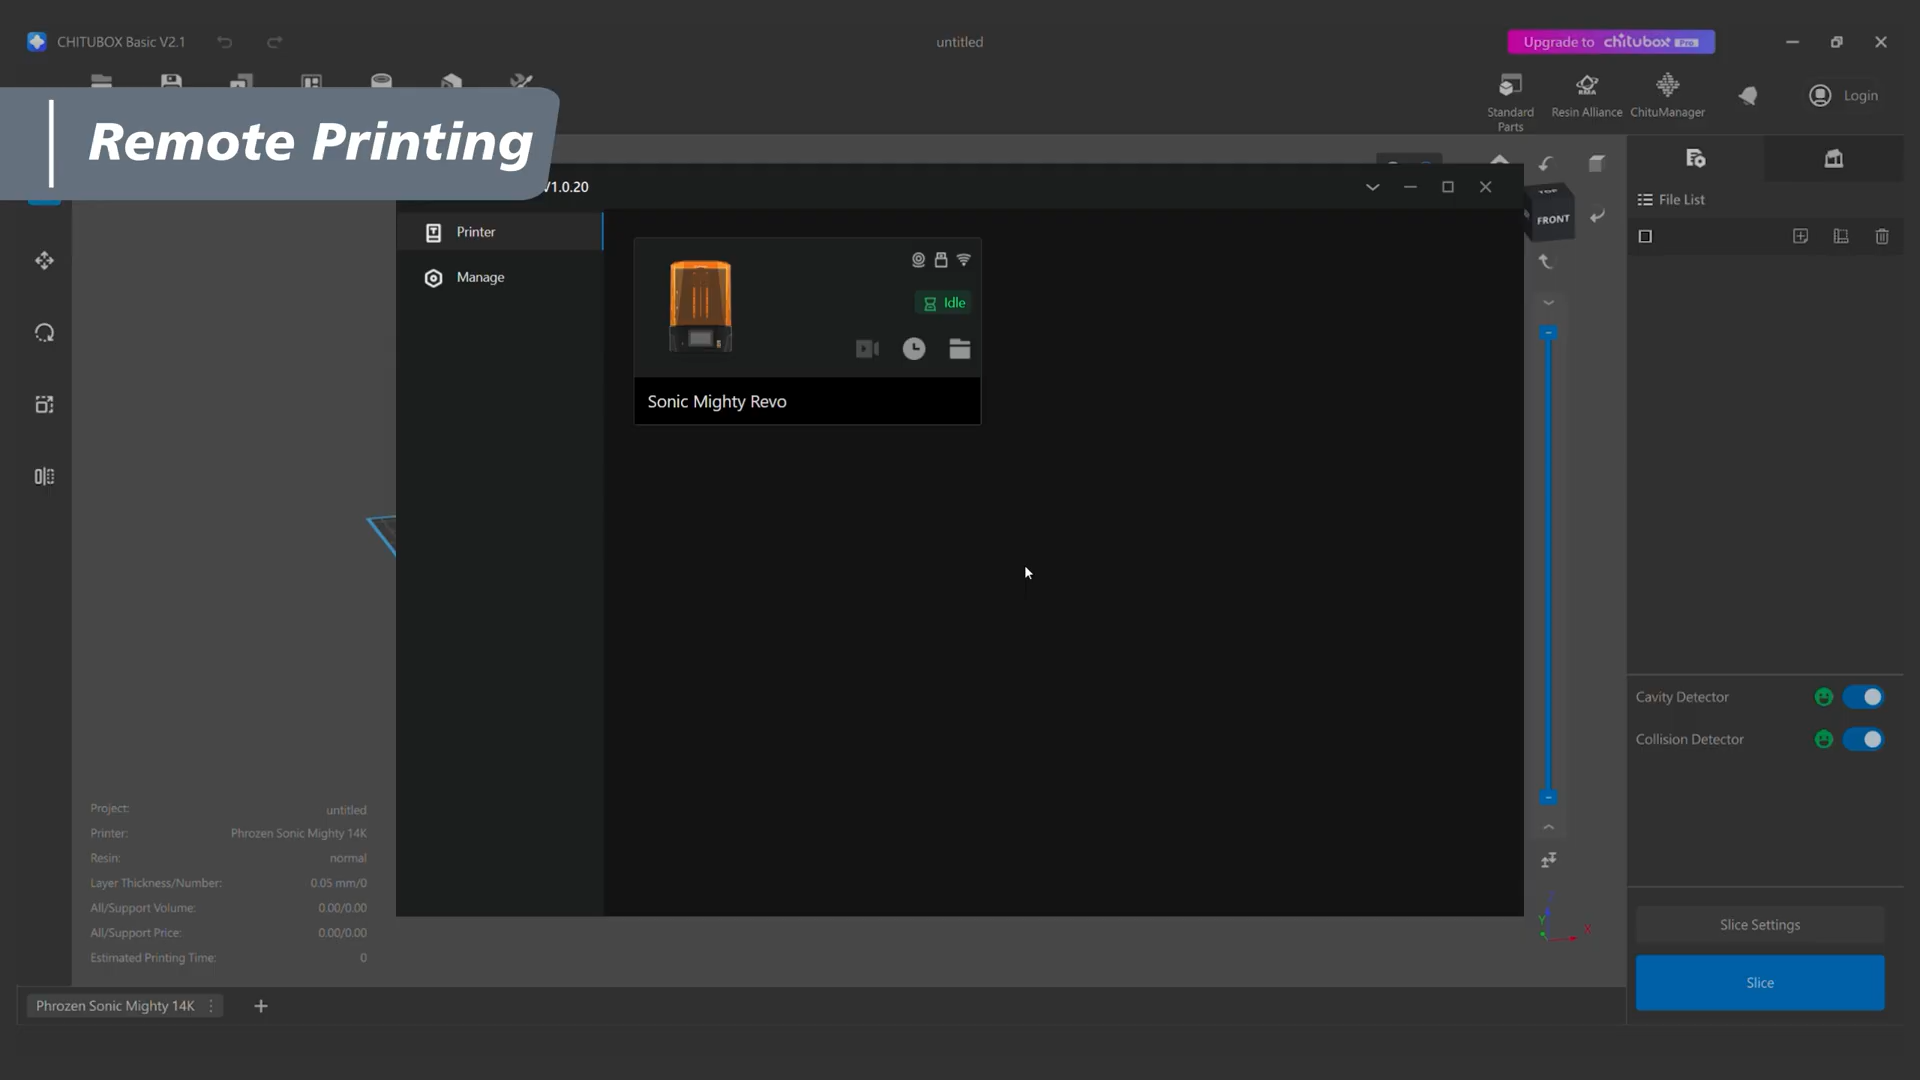 CHITUBOX Basic V2.1
untitled
Upgrade to chitubox Pro
Standard Parts
Resin Alliance
ChituManager
Login
Remote Printing
V1.0.20
Printer
Manage
Idle
Sonic Mighty Revo
TOP
FRONT
File List
Cavity Detector
Collision Detector
Project: untitled
Printer: Phrozen Sonic Mighty 14K
Resin: normal
Layer Thickness/Number: 0.05 mm/0
All/Support Volume: 0.00/0.00
All/Support Price: 0.00/0.00
Estimated Printing Time: 0
Z
Y
X
Slice Settings
Slice
Phrozen Sonic Mighty 14K